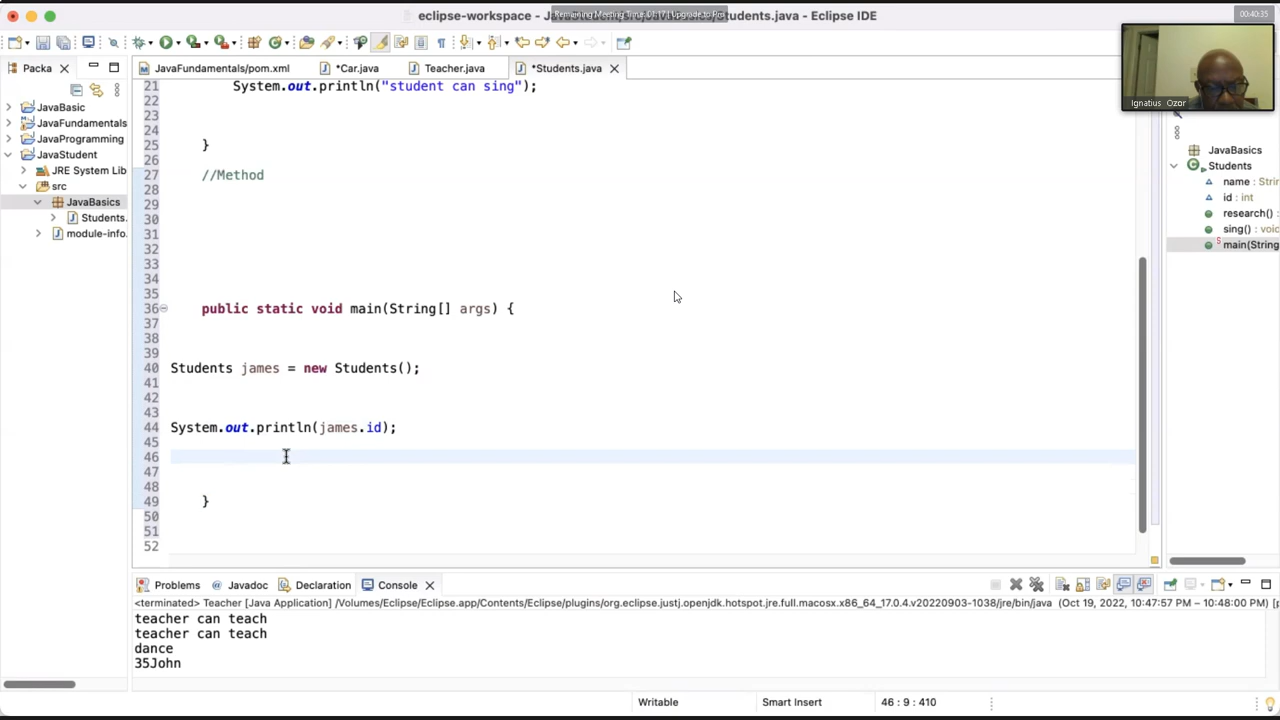 eclipse-workspace - JavaStudent/src/JavaBasics/Students.java - Eclipse IDE
40:35
Ignatius Ozor
Packa
JavaFundamentals/pom.xml
*Car.java
Teacher.java
*Students.java
JavaBasic
JavaFundamentals
JavaProgramming
JavaStudent
JRE System Lib
src
JavaBasics
Students.
module-info.
21 System.out.println("student can sing");
22
23
24
25 }
26
27 //Method
28
29
30
31
32
33
34
35
36 public static void main(String[] args) {
37
38
39
40 Students james = new Students();
41
42
43
44 System.out.println(james.id);
45
46
47
48
49 }
50
51
52
JavaBasics
Students
name : Strin
id : int
research() :
sing() : void
main(String
Problems
Javadoc
Declaration
Console
<terminated> Teacher [Java Application] /Volumes/Eclipse/Eclipse.app/Contents/Eclipse/plugins/org.eclipse.justj.openjdk.hotspot.jre.full.macosx.x86_64_17.0.4.v20220903-1038/jre/bin/java (Oct 19, 2022, 10:47:57 PM – 10:48:00 PM) [p
teacher can teach
teacher can teach
dance
35John
Writable
Smart Insert
46 : 9 : 410